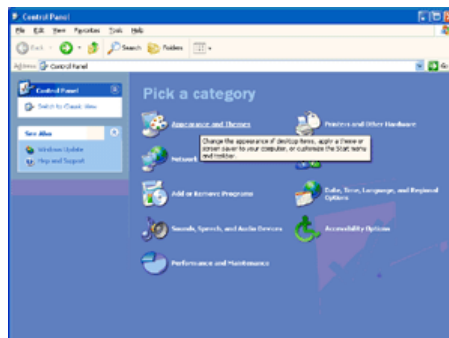 Control Panel
File Edit View Favorites Tools Help
Back Search Folders
Address Control Panel Go
Control Panel
Switch to Classic View
See Also
Windows Update
Help and Support
Pick a category
Appearance and Themes
Printers and Other Hardware
Change the appearance of desktop items, apply a theme or
screen saver to your computer, or customize the Start menu
and taskbar.
Network
Add or Remove Programs
Date, Time, Language, and Regional
Options
Sounds, Speech, and Audio Devices
Accessibility Options
Performance and Maintenance